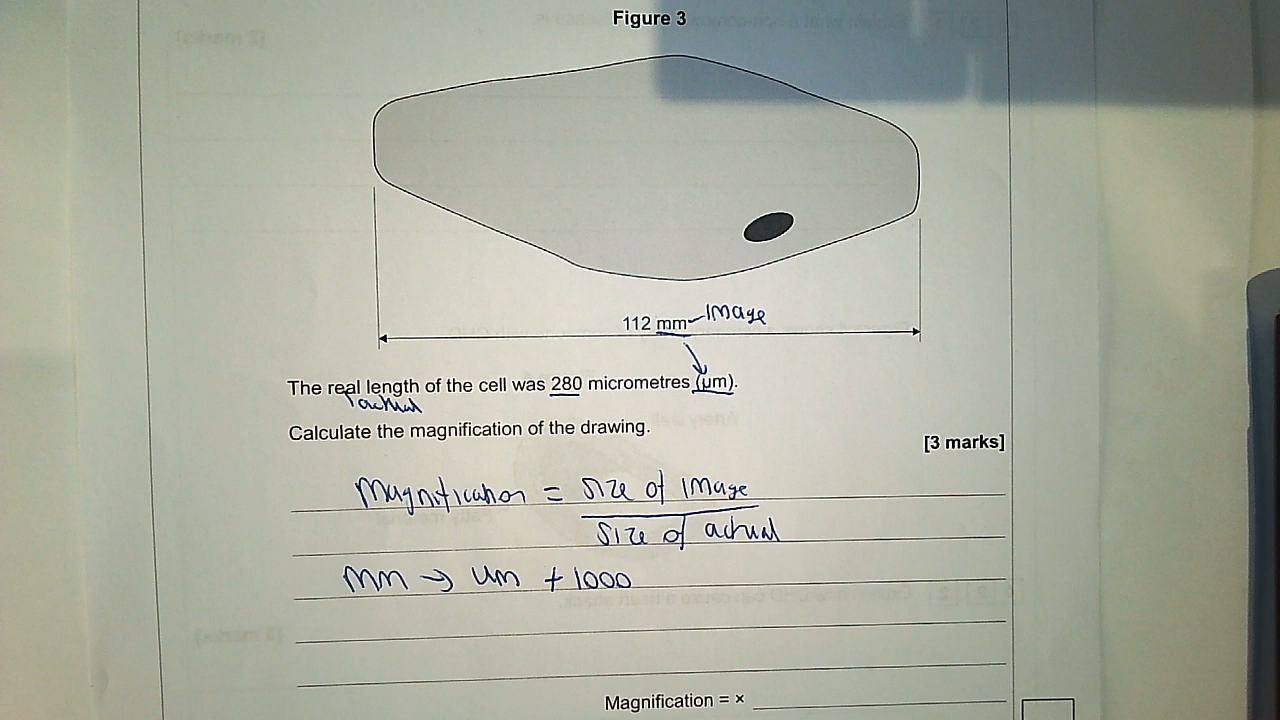 Figure 3
112 mm - Image
The real length of the cell was 280 micrometres (µm).
actual
Calculate the magnification of the drawing.
[3 marks]
Magnification = size of image
size of actual
mm → um + 1000
Magnification = ×